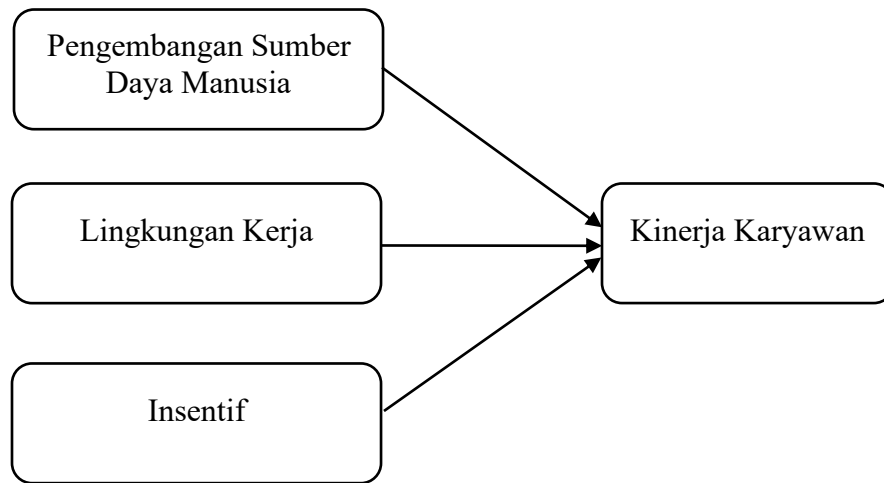 Pengembangan Sumber
Daya Manusia
Lingkungan Kerja
Kinerja Karyawan
Insentif